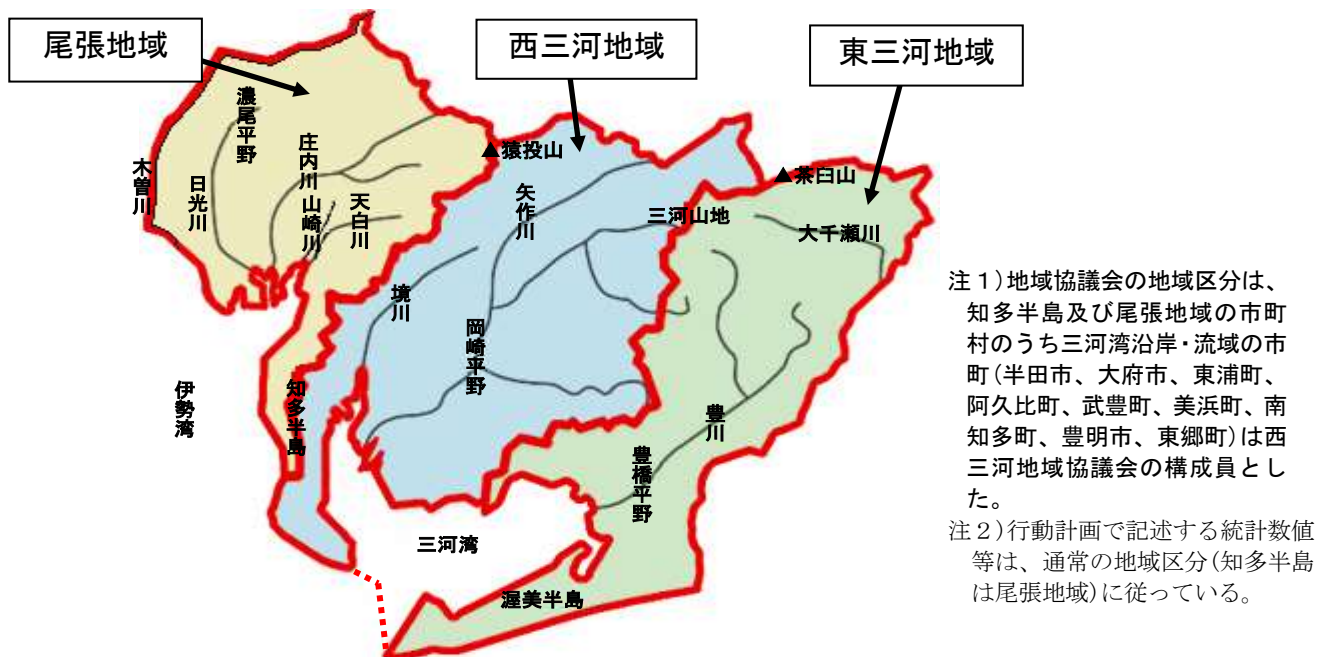 尾張地域
西三河地域
東三河地域
濃尾平野
木曽川
日光川
庄内川
山崎川
天白川
猿投山
茶臼山
矢作川
三河山地
大千瀬川
境川
岡崎平野
伊勢湾
知多半島
豊川
豊橋平野
三河湾
渥美半島
注1)地域協議会の地域区分は、
知多半島及び尾張地域の市町
村のうち三河湾沿岸・流域の市
町(半田市、大府市、東浦町、
阿久比町、武豊町、美浜町、南
知多町、豊明市、東郷町)は西
三河地域協議会の構成員とし
た。
注2)行動計画で記述する統計数値
等は、通常の地域区分(知多半島
は尾張地域)に従っている。